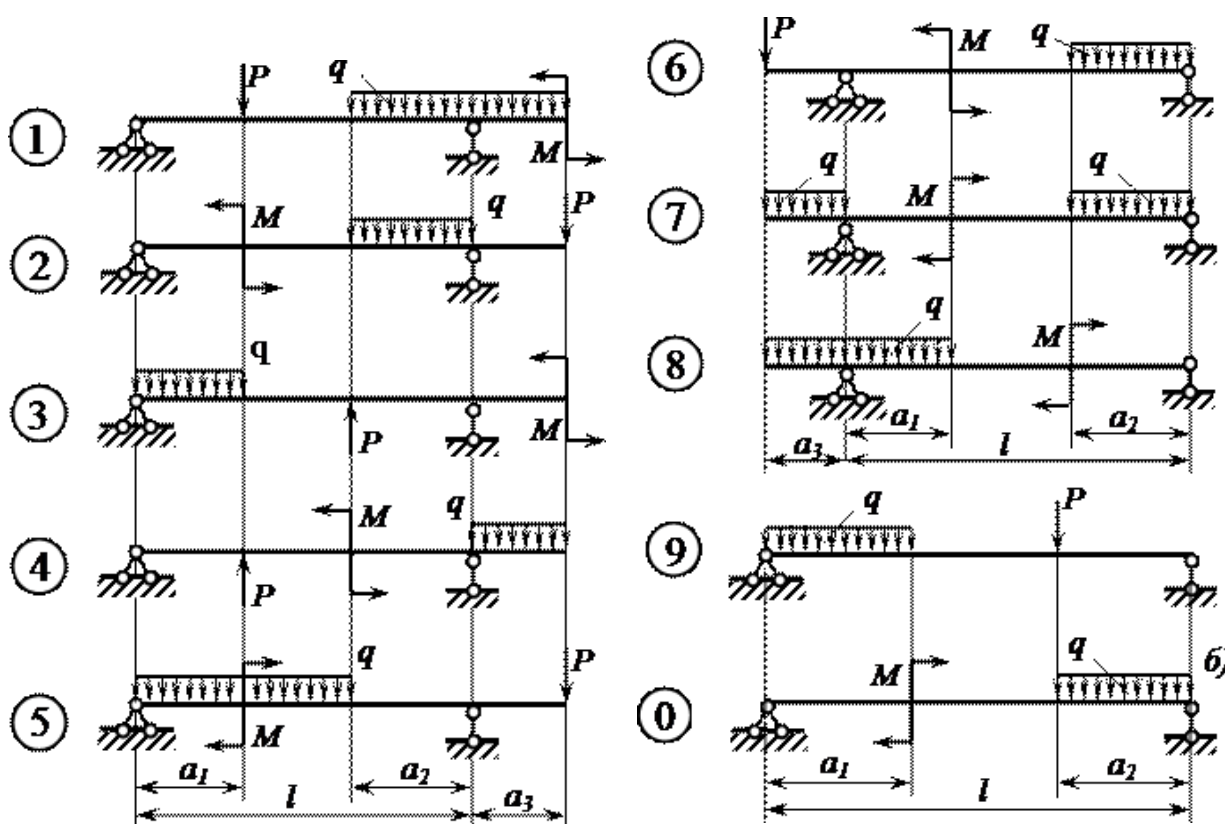 1 P q M
2 M q P
3 q P M
4 P M q
5 M q P
a1 a2
l a3
6 P M q
7 q M q
8 q M
a1 a2
a3 l
9 q P
0 M q б)
a1 a2
l